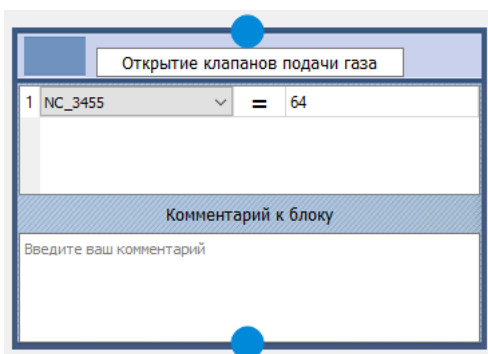 Открытие клапанов подачи газа
1 NC_3455 = 64
Комментарий к блоку
Введите ваш комментарий